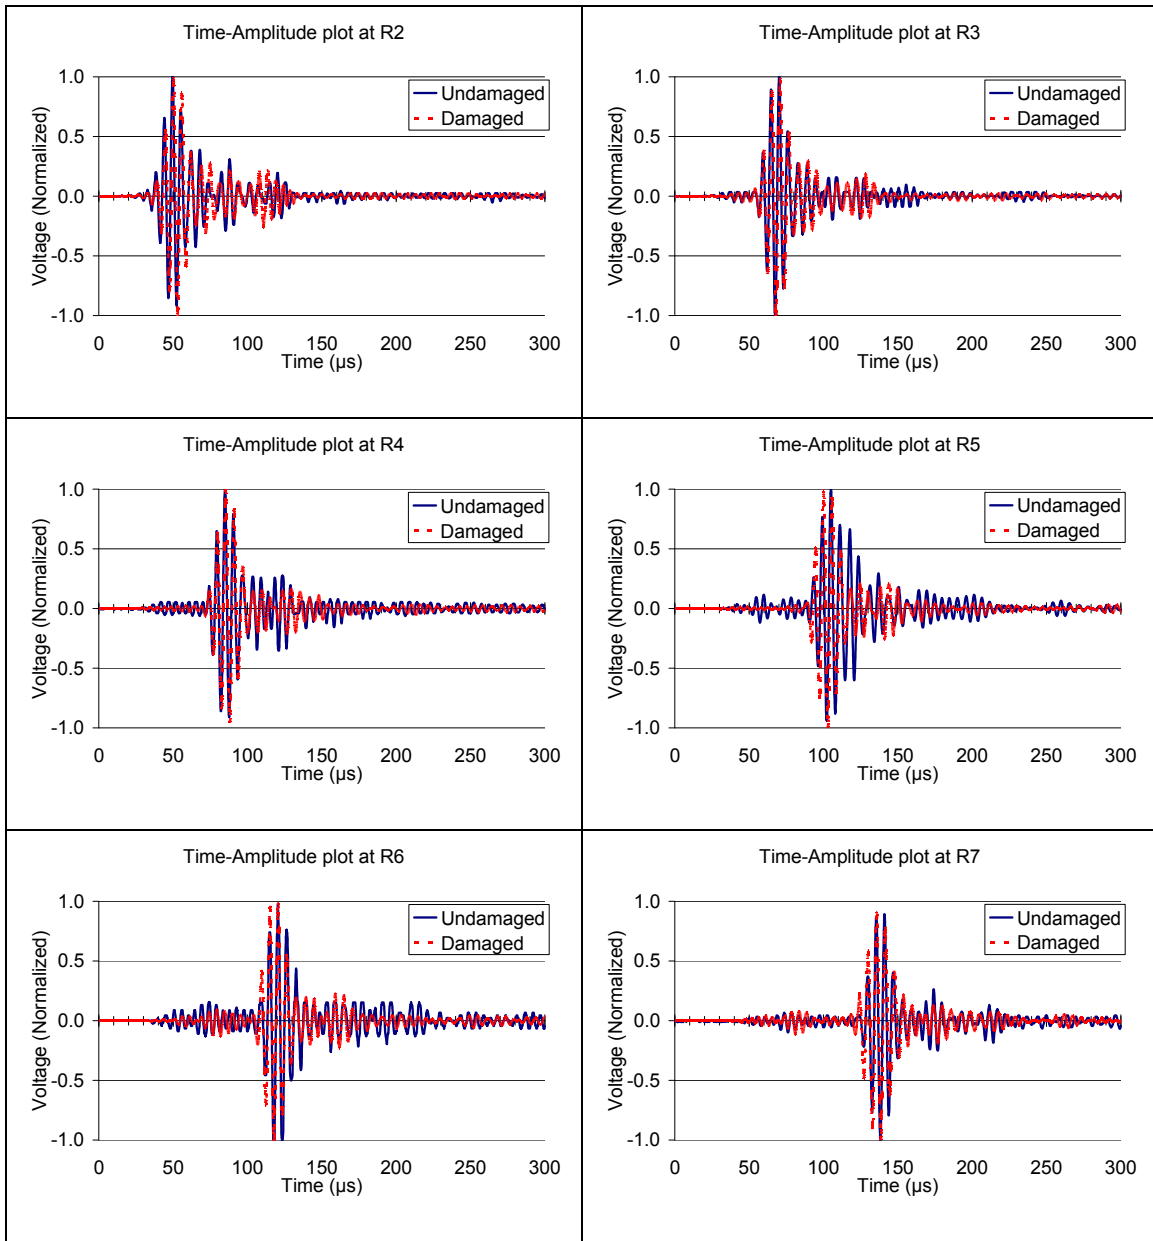 Time-Amplitude plot at R2
Voltage (Normalized)
1.0
0.5
0.0
-0.5
-1.0
0 50 100 150 200 250 300
Time (µs)
Undamaged
Damaged
Time-Amplitude plot at R3
Voltage (Normalized)
1.0
0.5
0.0
-0.5
-1.0
0 50 100 150 200 250 300
Time (µs)
Undamaged
Damaged
Time-Amplitude plot at R4
Voltage (Normalized)
1.0
0.5
0.0
-0.5
-1.0
0 50 100 150 200 250 300
Time (µs)
Undamaged
Damaged
Time-Amplitude plot at R5
Voltage (Normalized)
1.0
0.5
0.0
-0.5
-1.0
0 50 100 150 200 250 300
Time (µs)
Undamaged
Damaged
Time-Amplitude plot at R6
Voltage (Normalized)
1.0
0.5
0.0
-0.5
-1.0
0 50 100 150 200 250 300
Time (µs)
Undamaged
Damaged
Time-Amplitude plot at R7
Voltage (Normalized)
1.0
0.5
0.0
-0.5
-1.0
0 50 100 150 200 250 300
Time (µs)
Undamaged
Damaged